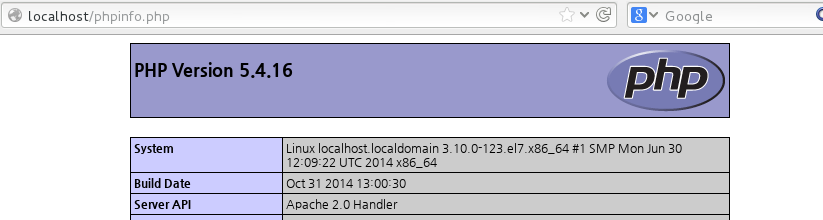 localhost/phpinfo.php
Google
PHP Version 5.4.16
php
System
Linux localhost.localdomain 3.10.0-123.el7.x86_64 #1 SMP Mon Jun 30
12:09:22 UTC 2014 x86_64
Build Date
Oct 31 2014 13:00:30
Server API
Apache 2.0 Handler